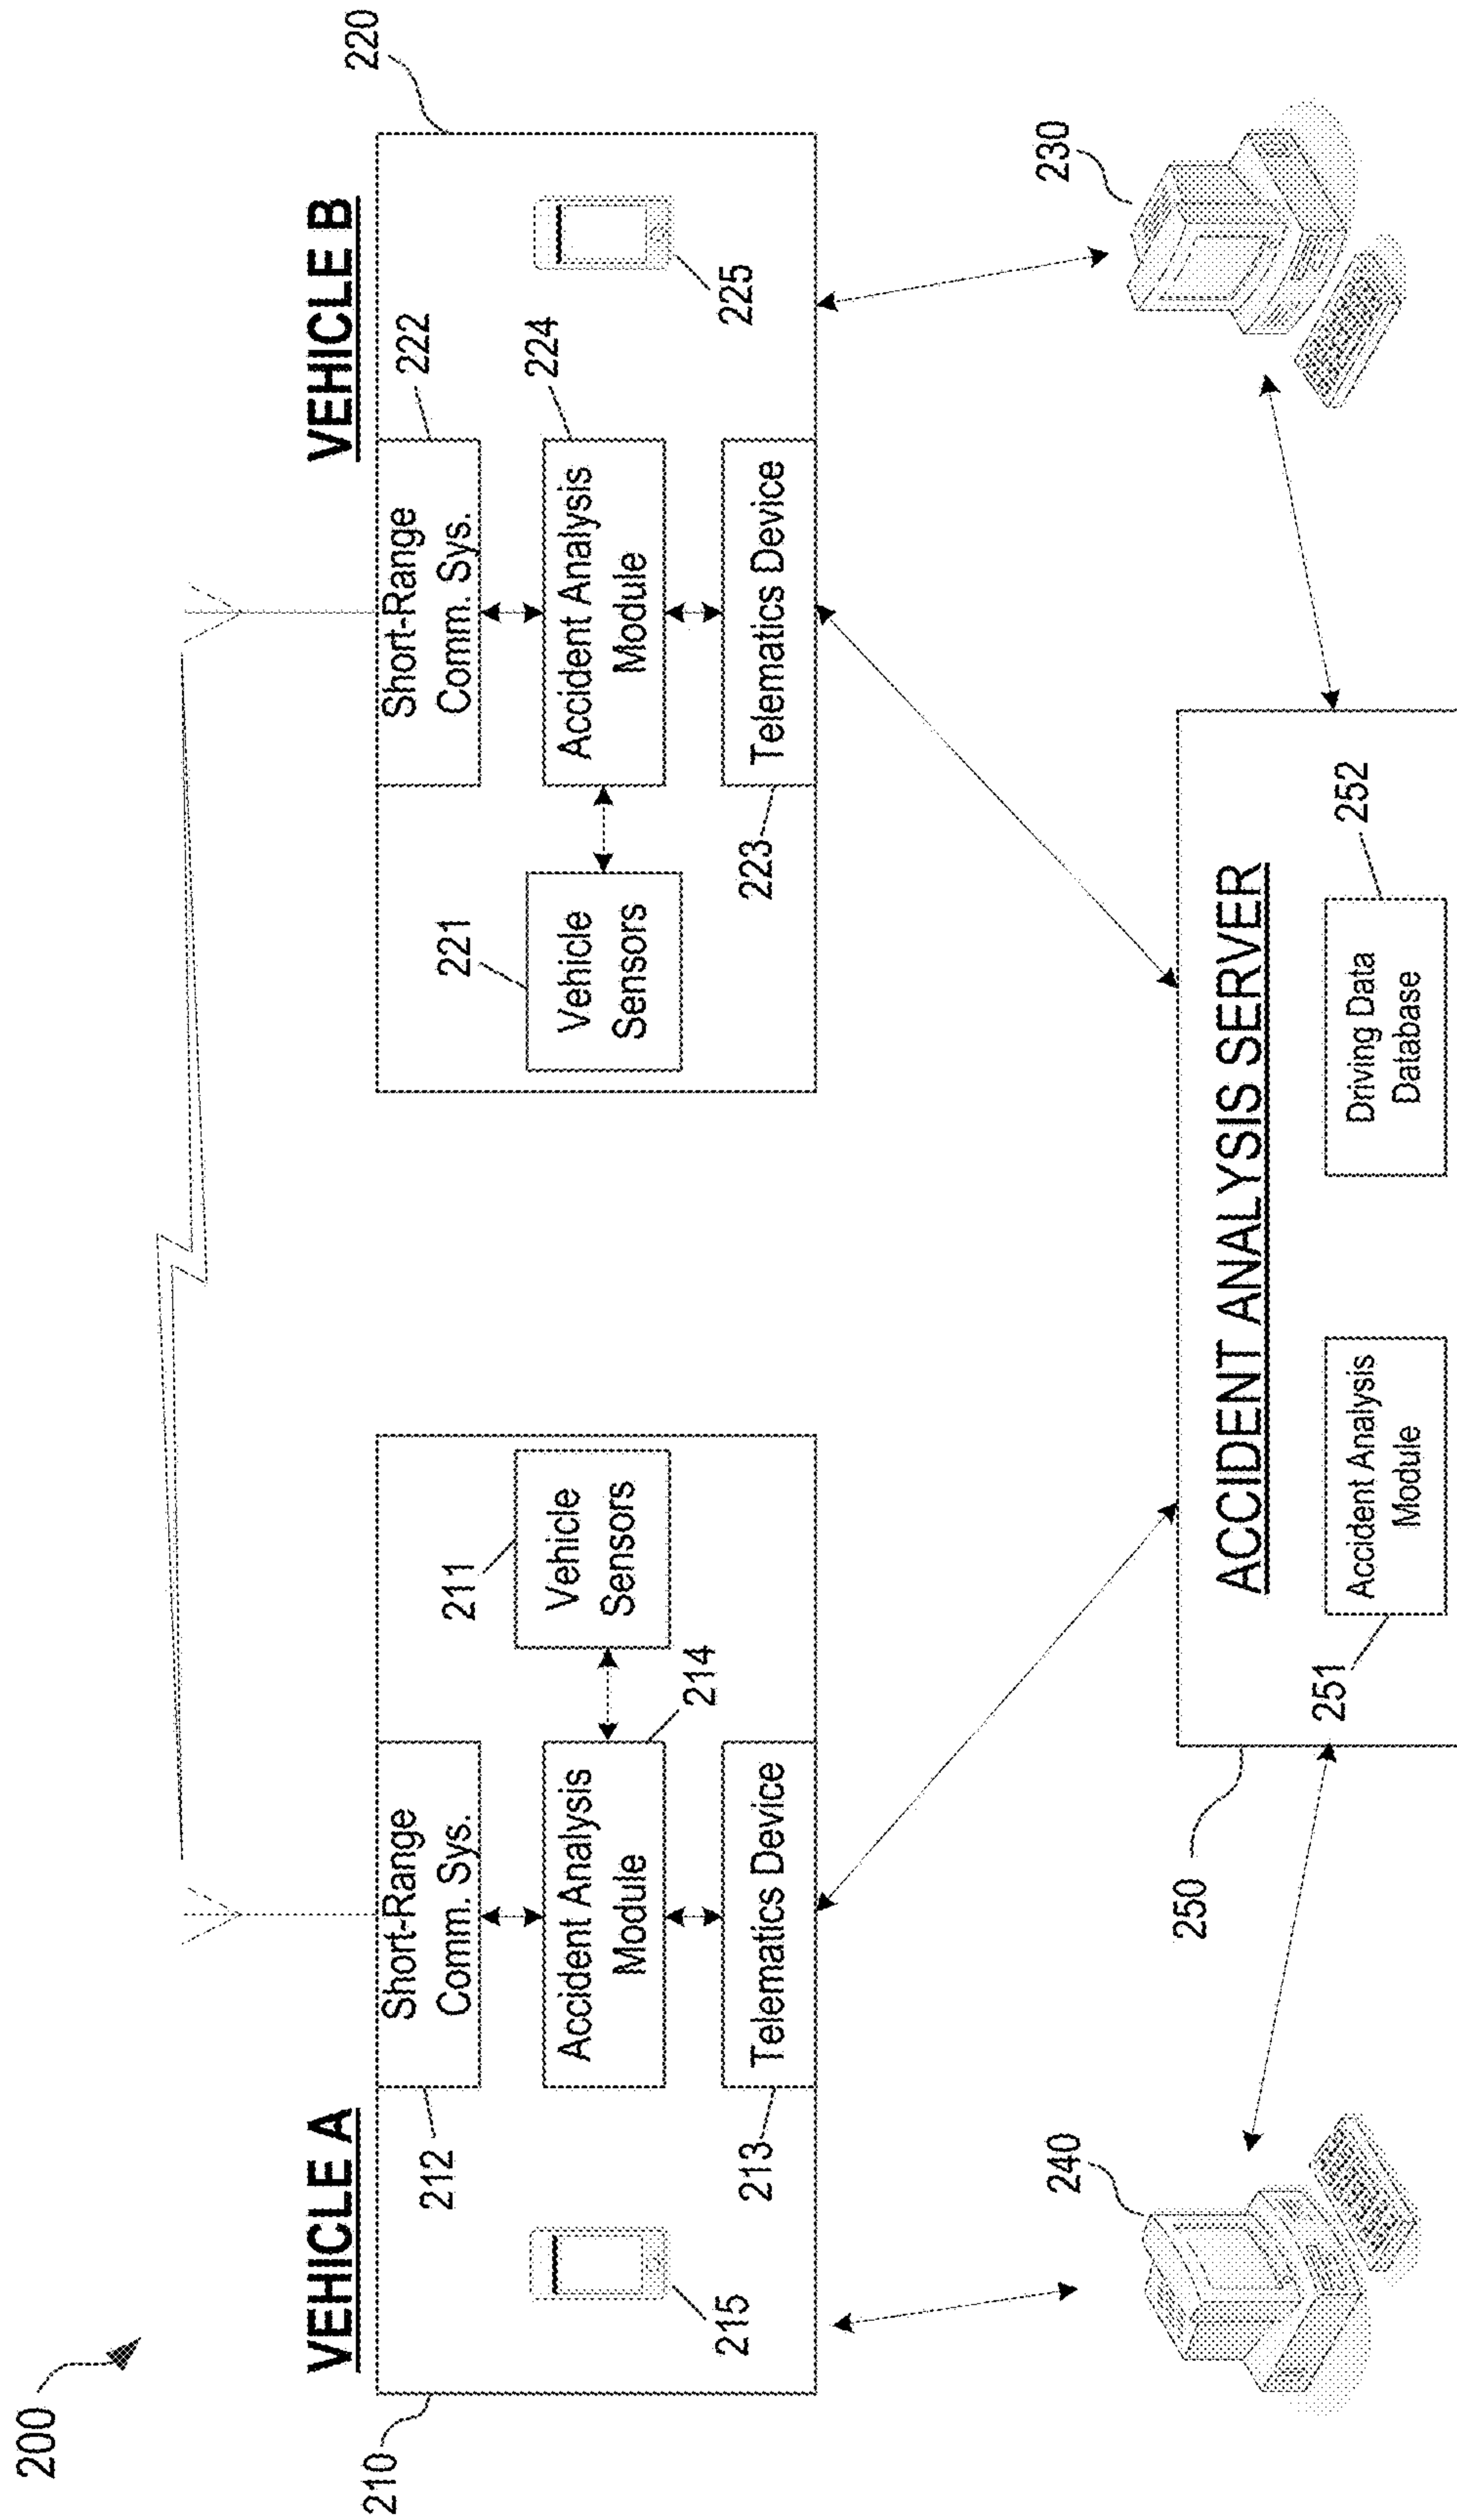 200
VEHICLE A
VEHICLE B
210
220
212
Short-Range
Comm. Sys.
211
Vehicle
Sensors
221
Vehicle
Sensors
Short-Range
Comm. Sys.
222
Accident Analysis
Module
214
Accident Analysis
Module
224
215
213
Telematics Device
223
Telematics Device
225
240
230
250
ACCIDENT ANALYSIS SERVER
251
Accident Analysis
Module
Driving Data
Database
252